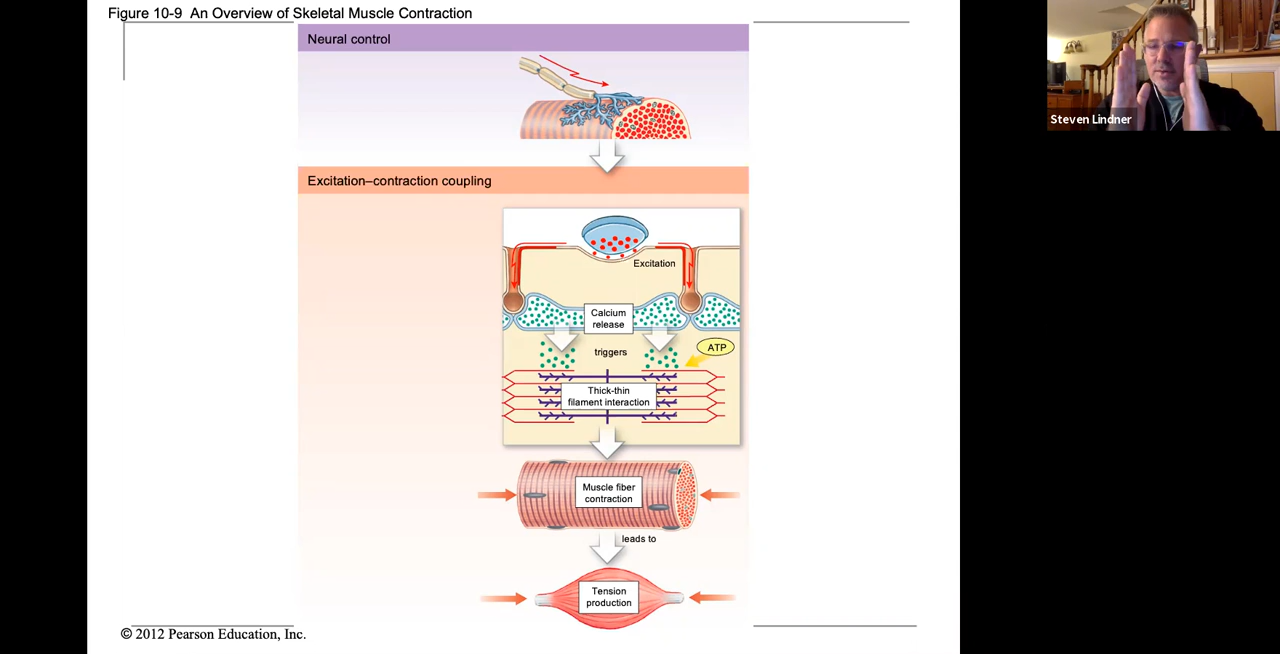 Figure 10-9 An Overview of Skeletal Muscle Contraction
Neural control
Steven Lindner
Excitation–contraction coupling
Excitation
Calcium
release
triggers
ATP
Thick-thin
filament interaction
Muscle fiber
contraction
leads to
Tension
production
© 2012 Pearson Education, Inc.